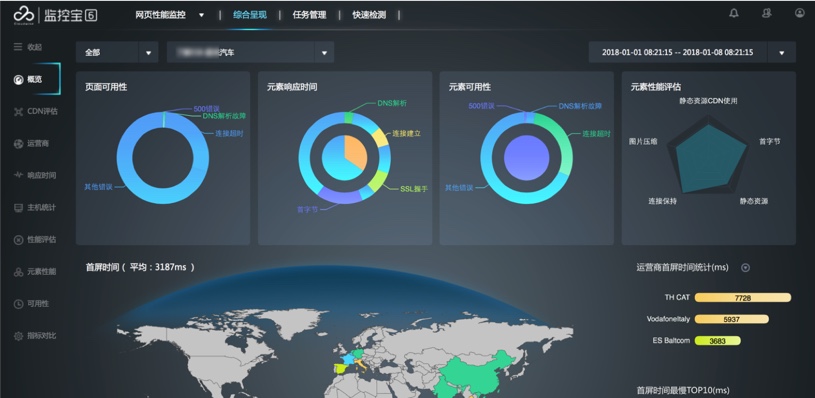 监控宝 6
网页性能监控 综合呈现 任务管理 快速检测
收起
概览
CDN评估
运营商
响应时间
主机统计
性能评估
元素性能
可用性
指标对比
全部
汽车
2018-01-01 08:21:15 -- 2018-01-08 08:21:15
页面可用性
500错误
DNS解析故障
连接超时
其他错误
元素响应时间
DNS解析
连接建立
SSL握手
首字节
元素可用性
500错误
DNS解析故障
连接超时
其他错误
元素性能评估
静态资源CDN使用
图片压缩
首字节
连接保持
静态资源
首屏时间（ 平均：3187ms ）
运营商首屏时间统计(ms)
TH CAT 7728
VodafoneItaly 5937
ES Baltcom 3683
首屏时间最慢TOP10(ms)